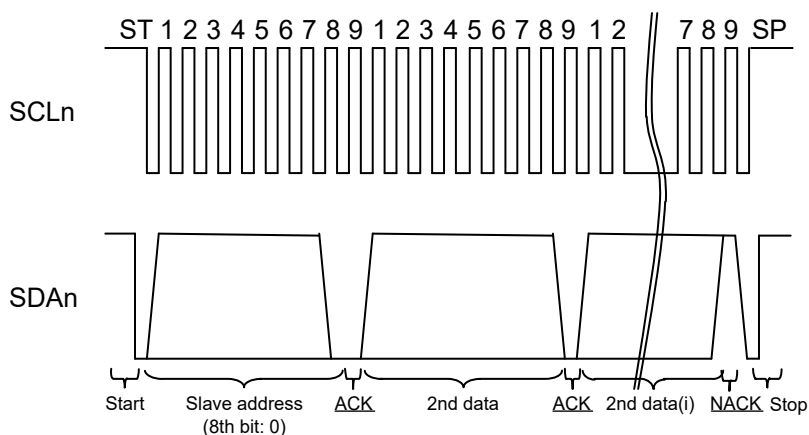 ST 1 2 3 4 5 6 7 8 9 1 2 3 4 5 6 7 8 9 1 2 7 8 9 SP
SCLn
SDAn
Start Slave address ACK 2nd data ACK 2nd data(i) NACK Stop
(8th bit: 0)